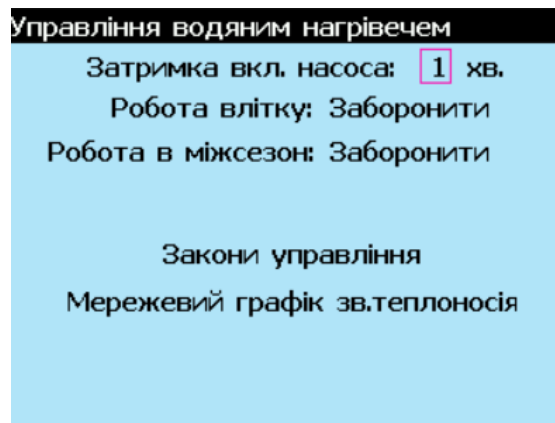 Управління водяним нагрівечем
Затримка вкл. насоса: 1 хв.
Робота влітку: Заборонити
Робота в міжсезон: Заборонити
Закони управління
Мережевий графік зв.теплоносія